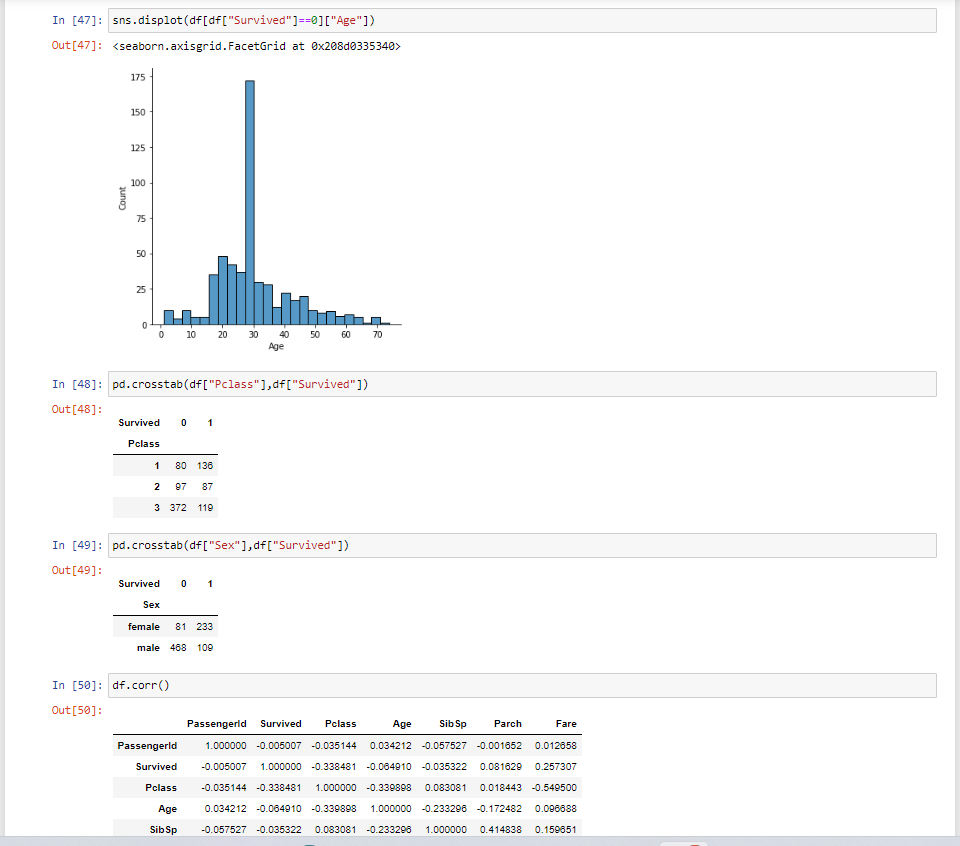 In [47]: sns.displot(df[df["Survived"]==0]["Age"])
Out[47]: <seaborn.axisgrid.FacetGrid at 0x208d0335340>
175
150
125
100
75
50
25
0
Count
0 10 20 30 40 50 60 70
Age
In [48]: pd.crosstab(df["Pclass"],df["Survived"])
Out[48]:
Survived 0 1
Pclass
1 80 136
2 97 87
3 372 119
In [49]: pd.crosstab(df["Sex"],df["Survived"])
Out[49]:
Survived 0 1
Sex
female 81 233
male 468 109
In [50]: df.corr()
Out[50]:
PassengerId Survived Pclass Age SibSp Parch Fare
PassengerId 1.000000 -0.005007 -0.035144 0.034212 -0.057527 -0.001652 0.012658
Survived -0.005007 1.000000 -0.338481 -0.064910 -0.035322 0.081629 0.257307
Pclass -0.035144 -0.338481 1.000000 -0.339898 0.083081 0.018443 -0.549500
Age 0.034212 -0.064910 -0.339898 1.000000 -0.233296 -0.172482 0.096688
SibSp -0.057527 -0.035322 0.083081 -0.233296 1.000000 0.414838 0.159651